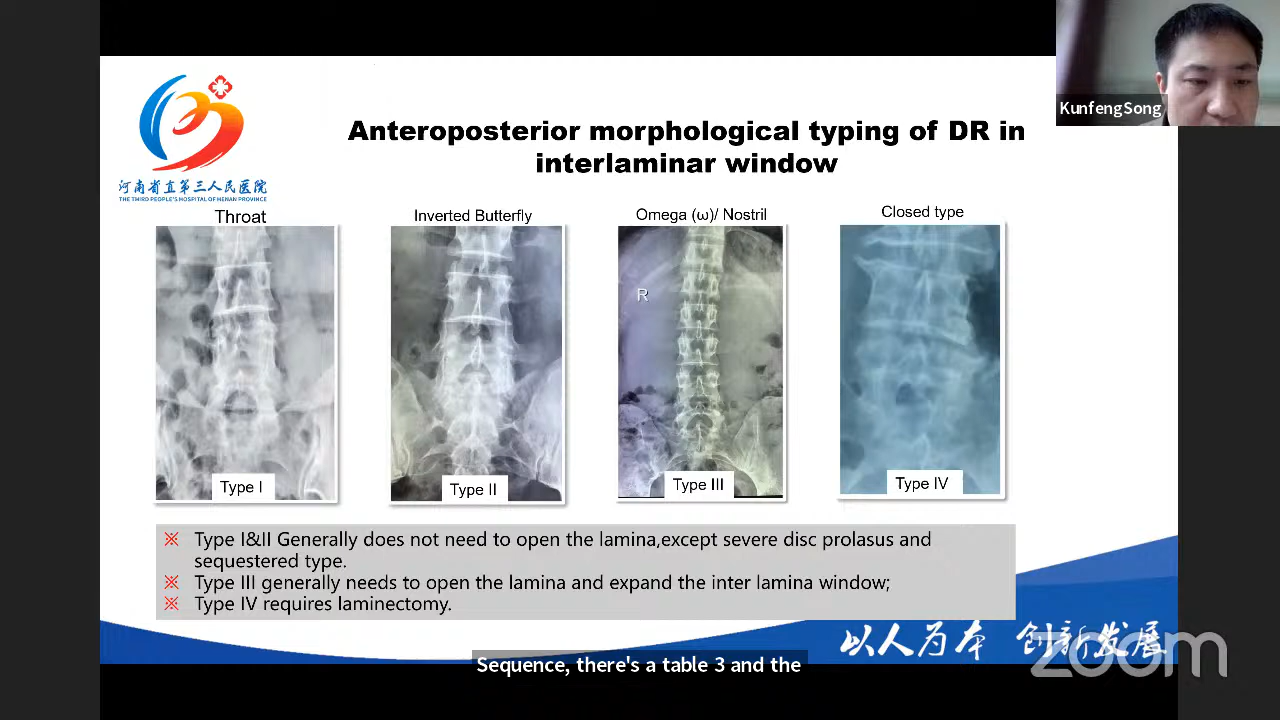 KunfengSong
河南省直第三人民医院
THE THIRD PEOPLE'S HOSPITAL OF HENAN PROVINCE
Anteroposterior morphological typing of DR in
interlaminar window
Throat
Inverted Butterfly
Omega (ω)/ Nostril
Closed type
R
Type I
Type II
Type III
Type IV
※ Type I&II Generally does not need to open the lamina,except severe disc prolasus and
sequestered type.
※ Type III generally needs to open the lamina and expand the inter lamina window;
※ Type IV requires laminectomy.
以人为本 创新发展
zoom
Sequence, there's a table 3 and the